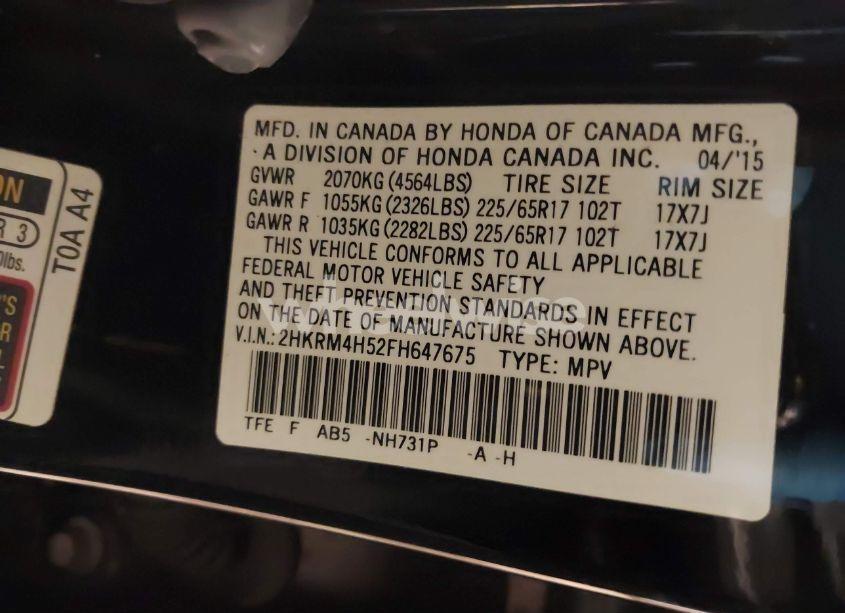 MFD. IN CANADA BY HONDA OF CANADA MFG.,
A DIVISION OF HONDA CANADA INC. 04/'15
GVWR 2070KG (4564LBS) TIRE SIZE RIM SIZE
GAWR F 1055KG (2326LBS) 225/65R17 102T 17X7J
GAWR R 1035KG (2282LBS) 225/65R17 102T 17X7J
THIS VEHICLE CONFORMS TO ALL APPLICABLE
FEDERAL MOTOR VEHICLE SAFETY
AND THEFT PREVENTION STANDARDS IN EFFECT
ON THE DATE OF MANUFACTURE SHOWN ABOVE.
V.I.N.: 2HKRM4H52FH647675 TYPE: MPV
TFE F AB5 -NH731P -A -H
ON
R 3
lbs.
'S
R
L
T0A A4